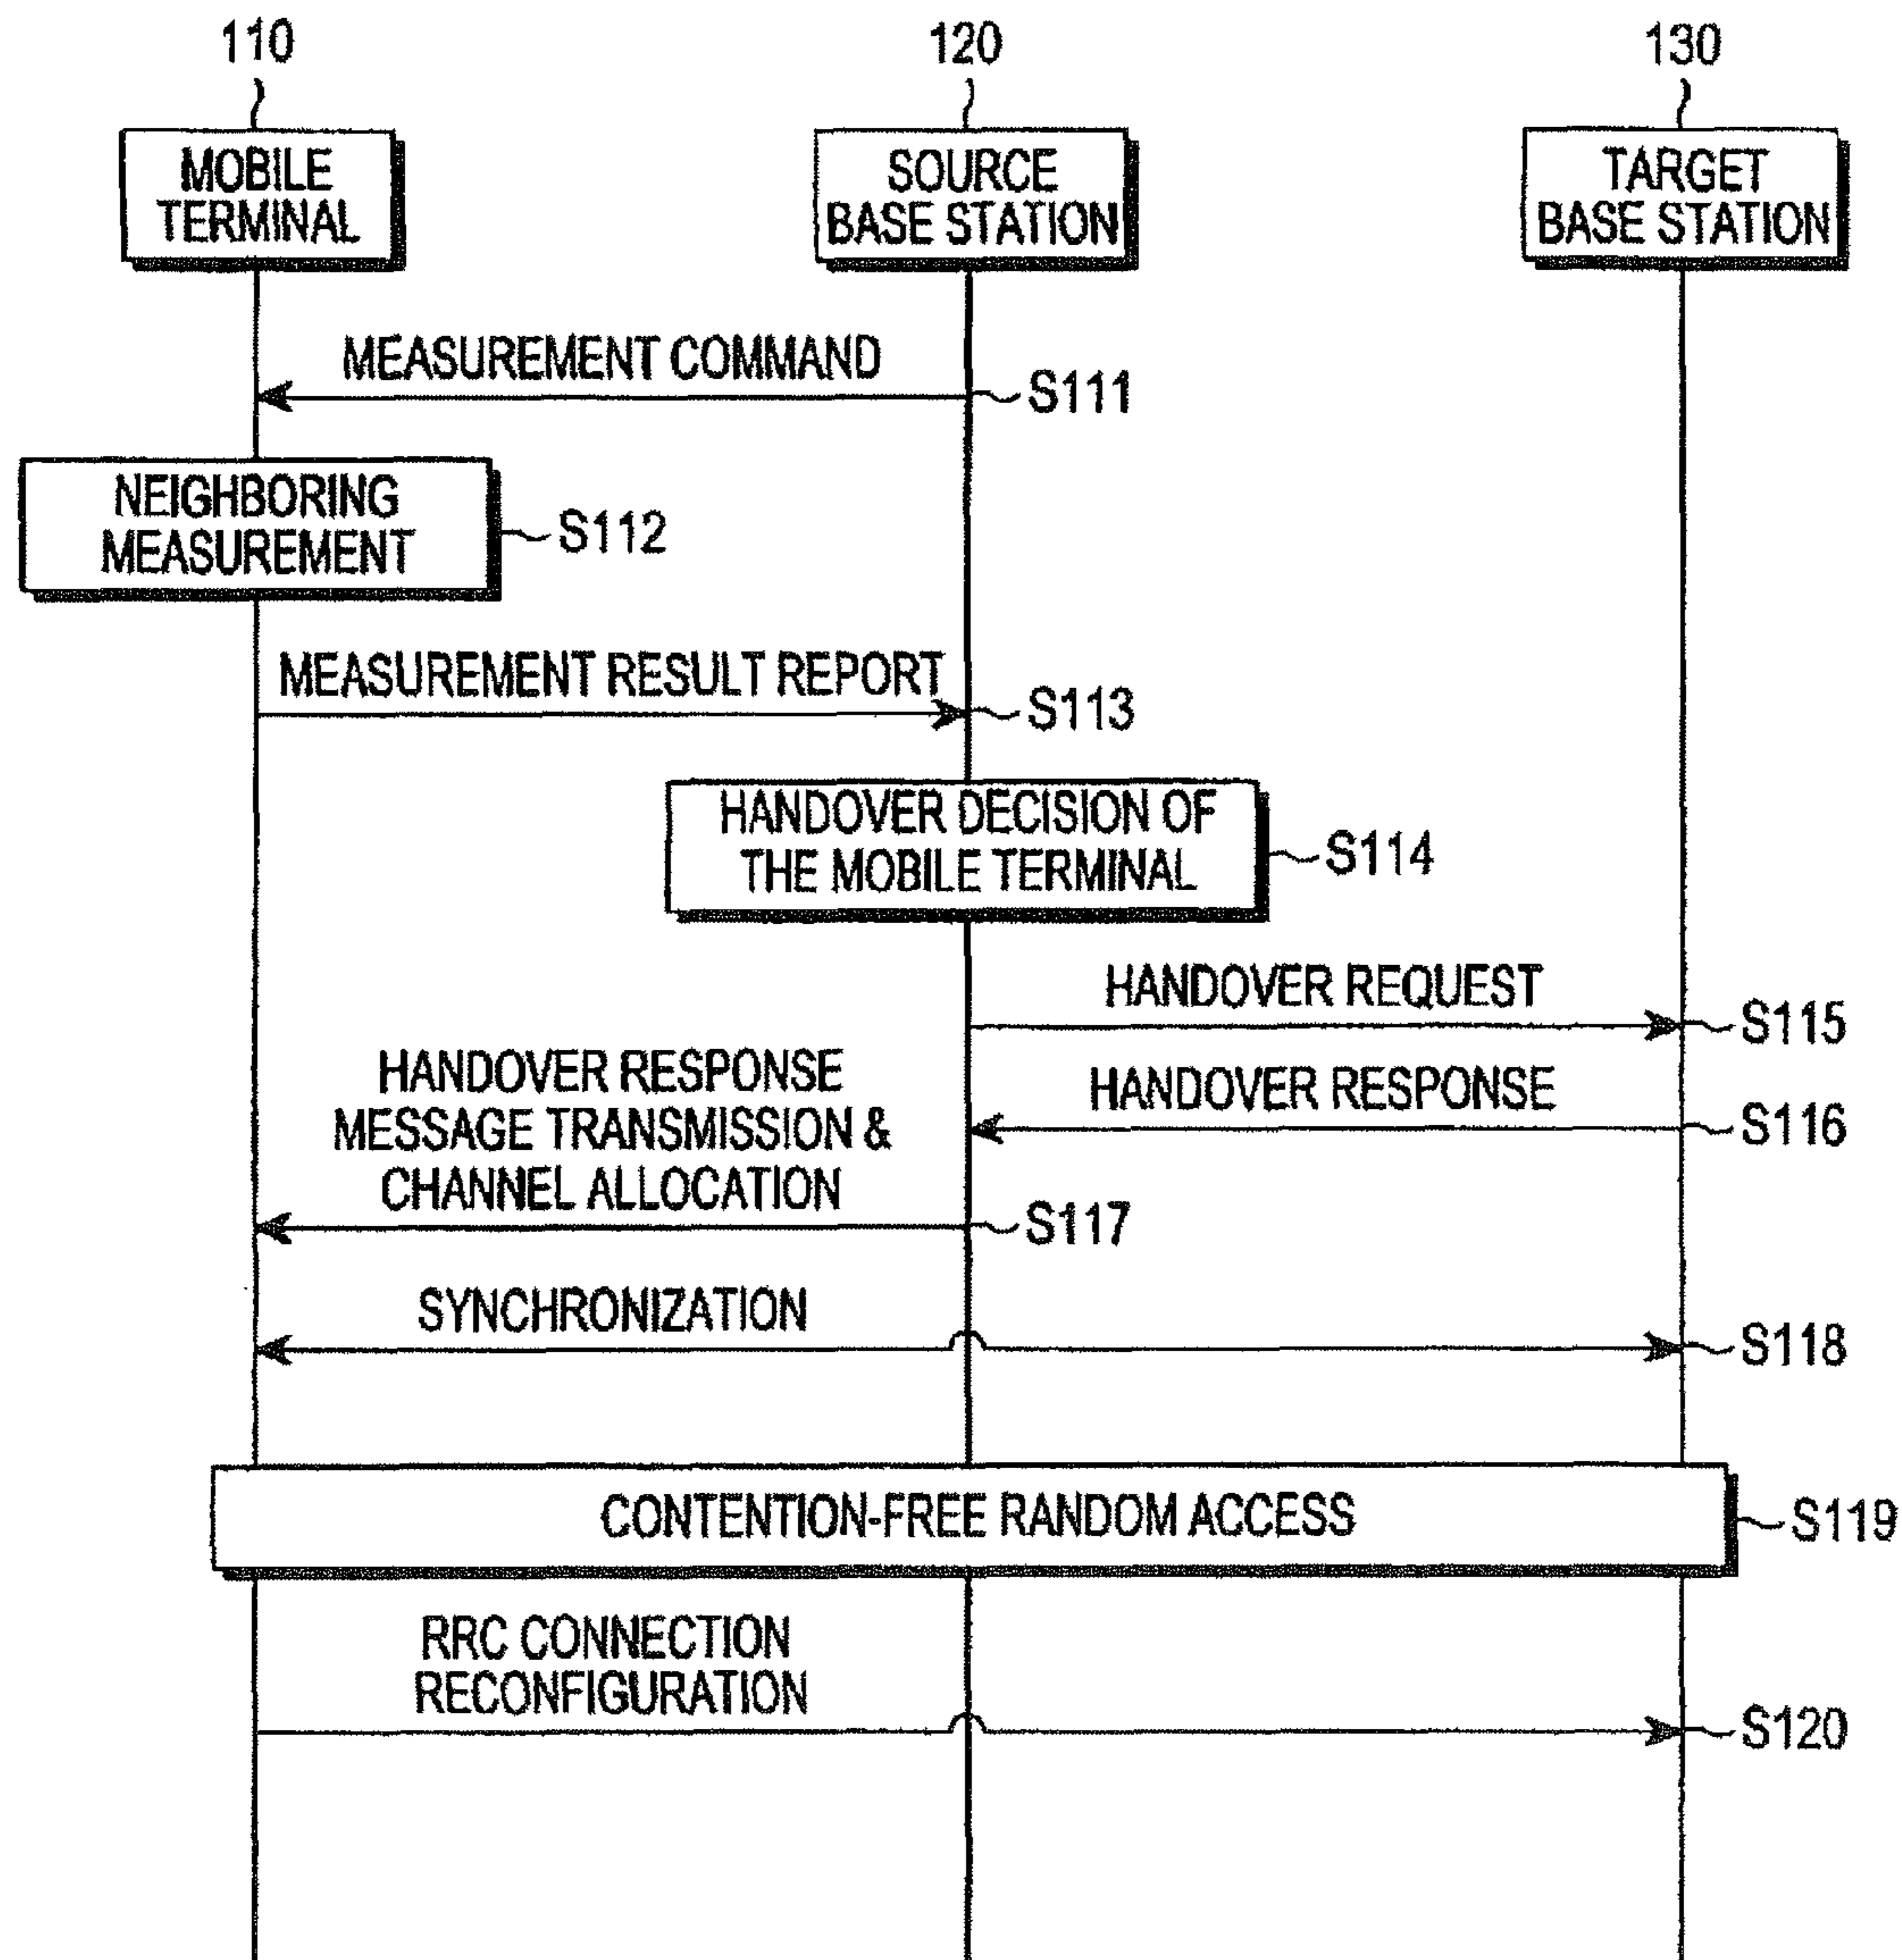 110
120
130
MOBILE
TERMINAL
SOURCE
BASE STATION
TARGET
BASE STATION
MEASUREMENT COMMAND
S111
NEIGHBORING
MEASUREMENT
S112
MEASUREMENT RESULT REPORT
S113
HANDOVER DECISION OF
THE MOBILE TERMINAL
S114
HANDOVER REQUEST
S115
HANDOVER RESPONSE
S116
HANDOVER RESPONSE
MESSAGE TRANSMISSION &
CHANNEL ALLOCATION
S117
SYNCHRONIZATION
S118
CONTENTION-FREE RANDOM ACCESS
S119
RRC CONNECTION
RECONFIGURATION
S120